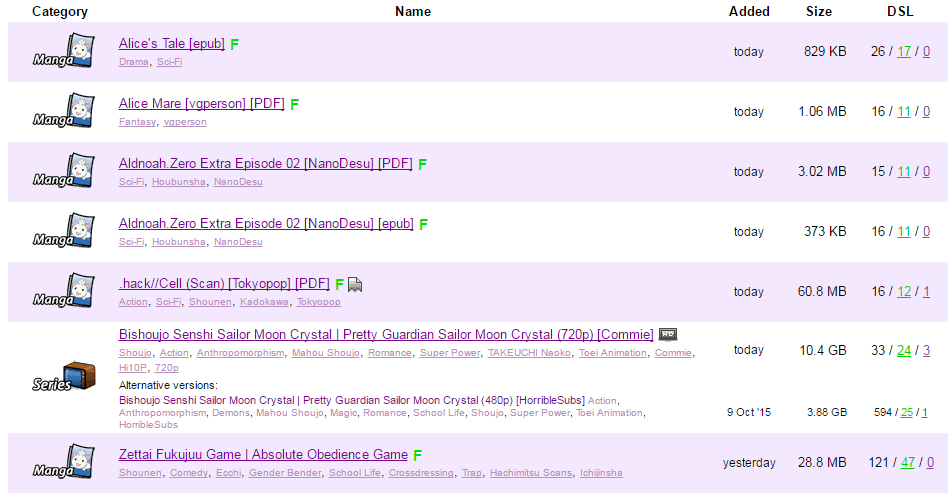 Category Name Added Size DSL
Manga Alice's Tale [epub] F today 829 KB 26 / 17 / 0
Drama, Sci-Fi
Manga Alice Mare [vgperson] [PDF] F today 1.06 MB 16 / 11 / 0
Fantasy, vgperson
Manga Aldnoah.Zero Extra Episode 02 [NanoDesu] [PDF] F today 3.02 MB 15 / 11 / 0
Sci-Fi, Houbunsha, NanoDesu
Manga Aldnoah.Zero Extra Episode 02 [NanoDesu] [epub] F today 373 KB 16 / 11 / 0
Sci-Fi, Houbunsha, NanoDesu
Manga .hack//Cell (Scan) [Tokyopop] [PDF] F today 60.8 MB 16 / 12 / 1
Action, Sci-Fi, Shounen, Kadokawa, Tokyopop
Bishoujo Senshi Sailor Moon Crystal | Pretty Guardian Sailor Moon Crystal (720p) [Commie] HD
Shoujo, Action, Anthropomorphism, Mahou Shoujo, Romance, Super Power, TAKEUCHI Naoko, Toei Animation, Commie, today 10.4 GB 33 / 24 / 3
Hi10P, 720p
Series Alternative versions:
Bishoujo Senshi Sailor Moon Crystal | Pretty Guardian Sailor Moon Crystal (480p) [HorribleSubs] Action,
Anthropomorphism, Demons, Mahou Shoujo, Magic, Romance, School Life, Shoujo, Super Power, Toei Animation, 9 Oct '15 3.88 GB 594 / 25 / 1
HorribleSubs
Manga Zettai Fukujuu Game | Absolute Obedience Game F yesterday 28.8 MB 121 / 47 / 0
Shounen, Comedy, Ecchi, Gender Bender, School Life, Crossdressing, Trap, Hachimitsu Scans, Ichijinsha